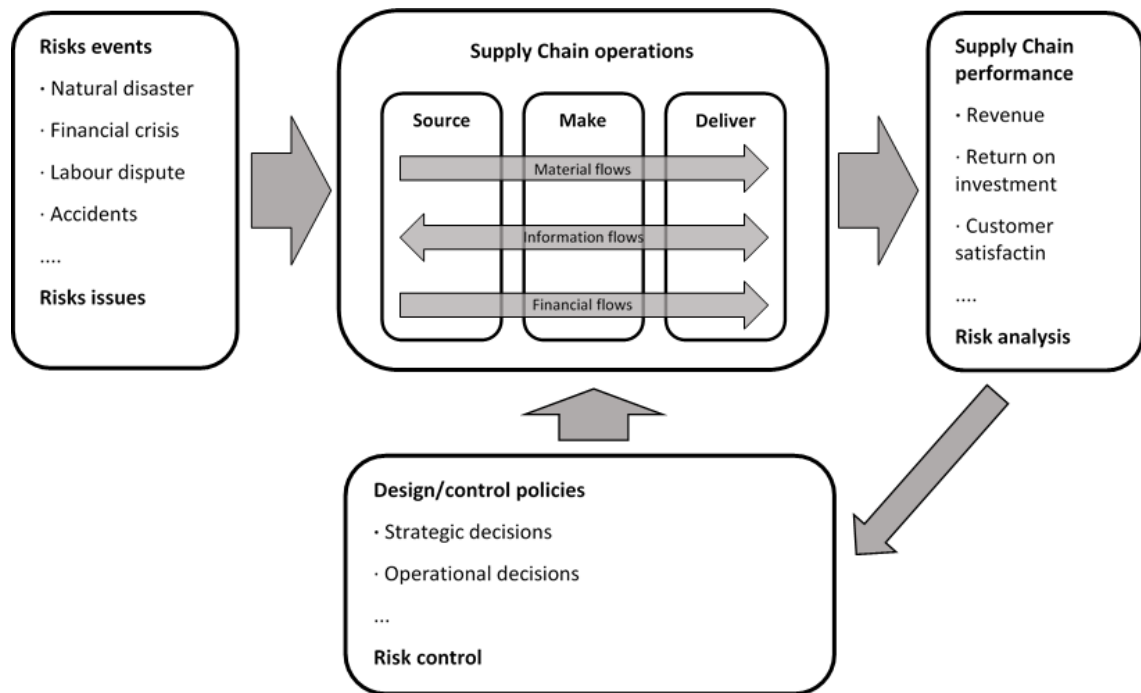 Risks events
· Natural disaster
· Financial crisis
· Labour dispute
· Accidents
....
Risks issues
Supply Chain operations
Source
Make
Deliver
Material flows
Information flows
Financial flows
Supply Chain
performance
· Revenue
· Return on
investment
· Customer
satisfactin
....
Risk analysis
Design/control policies
· Strategic decisions
· Operational decisions
...
Risk control